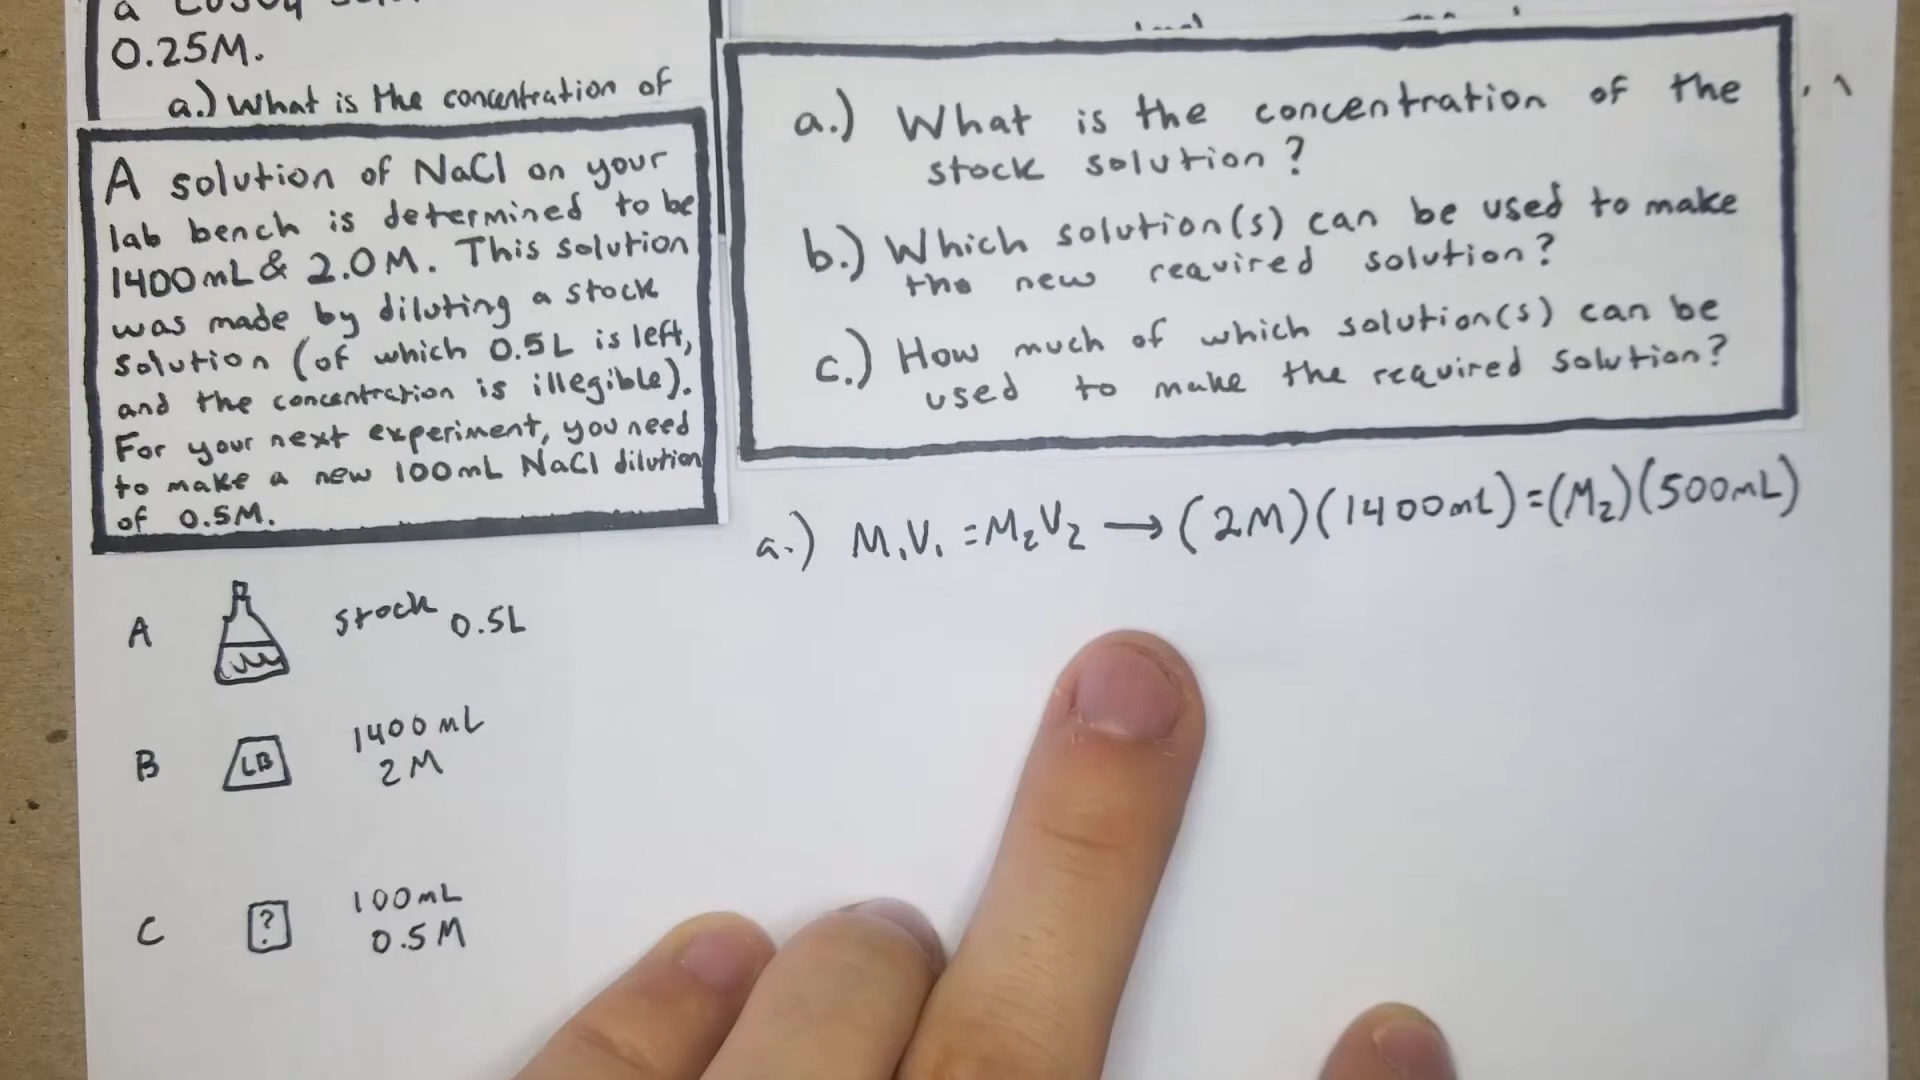 0.25M.
a.) What is the concentration of
A solution of NaCl on your
lab bench is determined to be
1400mL & 2.0M. This solution
was made by diluting a stock
solution (of which 0.5L is left,
and the concentration is illegible).
For your next experiment, you need
to make a new 100mL NaCl dilution
of 0.5M.
a.) What is the concentration of the
stock solution?
b.) Which solution(s) can be used to make
the new required solution?
c.) How much of which solution(s) can be
used to make the required solution?
a.) M₁V₁ = M₂V₂ → (2M)(1400mL) = (M₂)(500mL)
A stock 0.5L
B LB 1400mL
2M
C ? 100mL
0.5M